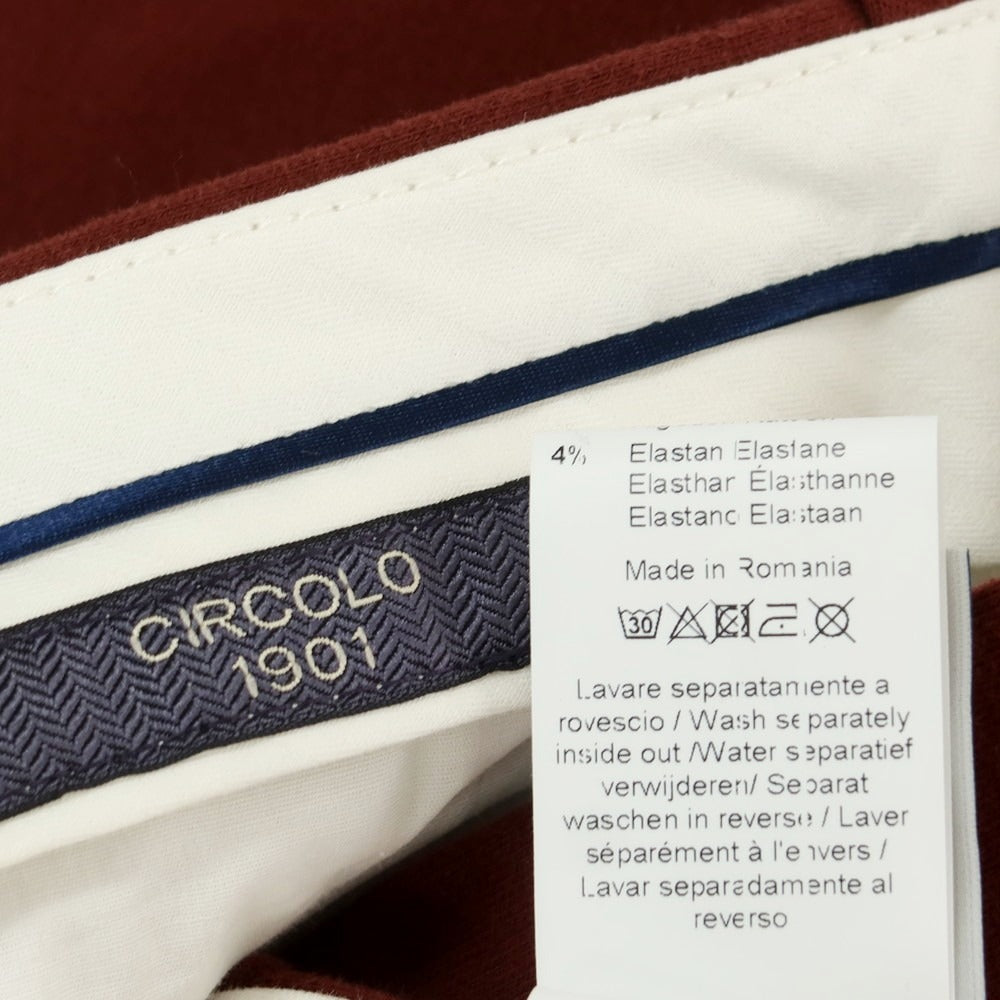 CIRCOLO
1901
4% Elastan Elastane
Elasthan Élasthanne
Elastano Elastaan
Made in Romania
30
Lavare separatamente a
rovescio / Wash separately
inside out /Water separatief
verwijderen/ Separat
waschen in reverse / Laver
séparément à l'envers /
Lavar separadamente al
reverso